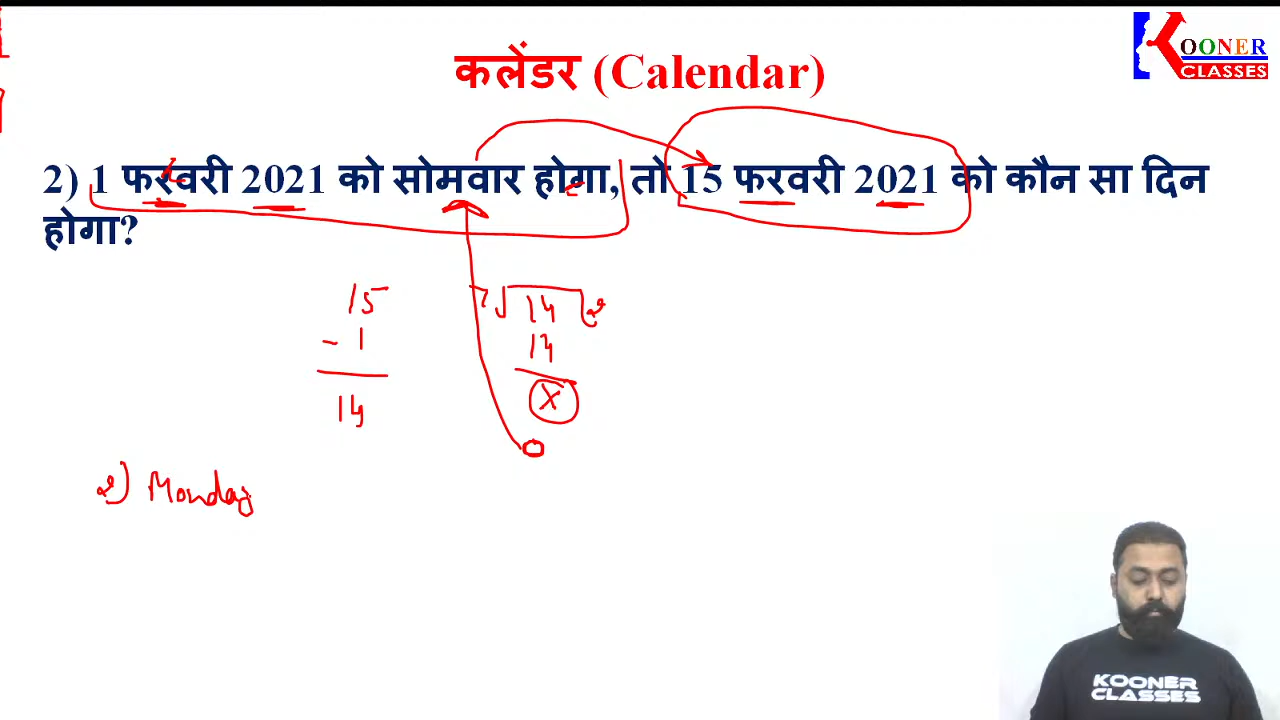 कलेंडर (Calendar)
KOONER
CLASSES
2) 1 फरवरी 2021 को सोमवार होगा, तो 15 फरवरी 2021 को कौन सा दिन
होगा?
15
- 1
14
7 14 2
14
x
0
2) Monday
KOONER
CLASSES